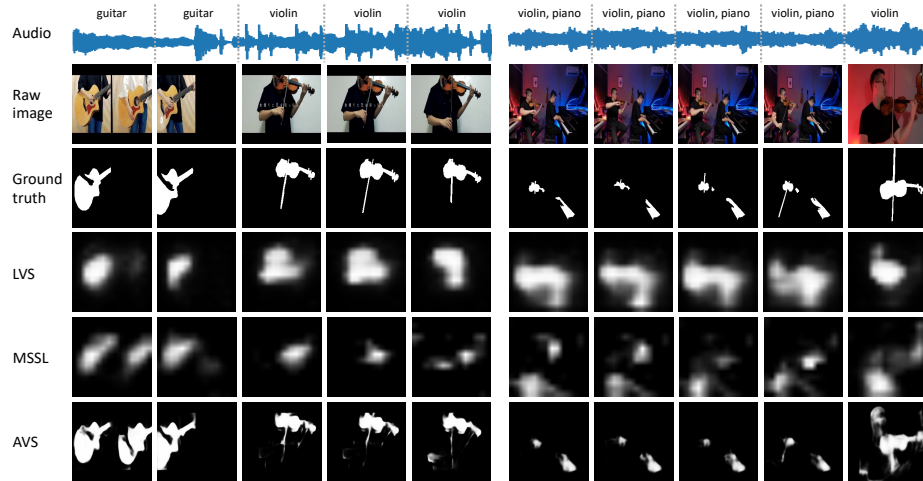 guitar guitar violin violin violin violin, piano violin, piano violin, piano violin, piano violin
Audio
Raw
image
Ground
truth
LVS
MSSL
AVS